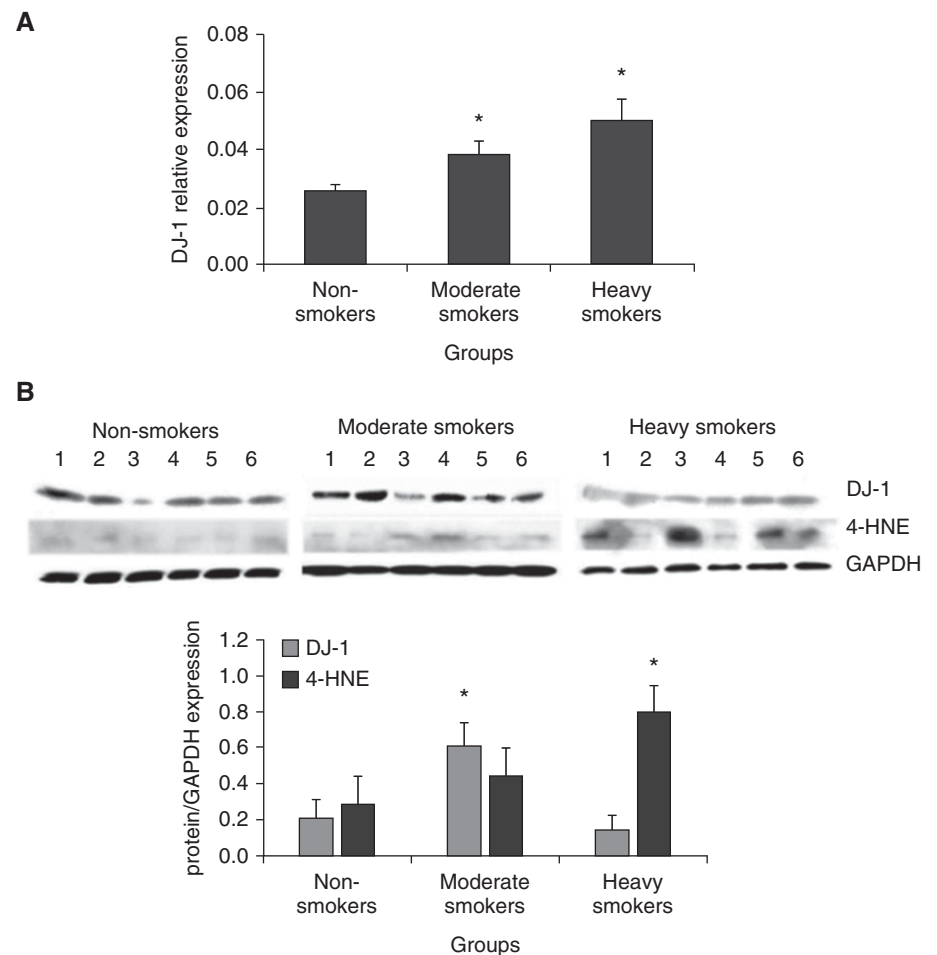 A
DJ-1 relative expression
0.08
0.06
0.04
0.02
0.00
*
*
Non-
smokers
Moderate
smokers
Heavy
smokers
Groups
B
Non-smokers
Moderate smokers
Heavy smokers
1 2 3 4 5 6
1 2 3 4 5 6
1 2 3 4 5 6
DJ-1
4-HNE
GAPDH
protein/GAPDH expression
1.2
1.0
0.8
0.6
0.4
0.2
0.0
DJ-1
4-HNE
*
*
Non-
smokers
Moderate
smokers
Heavy
smokers
Groups